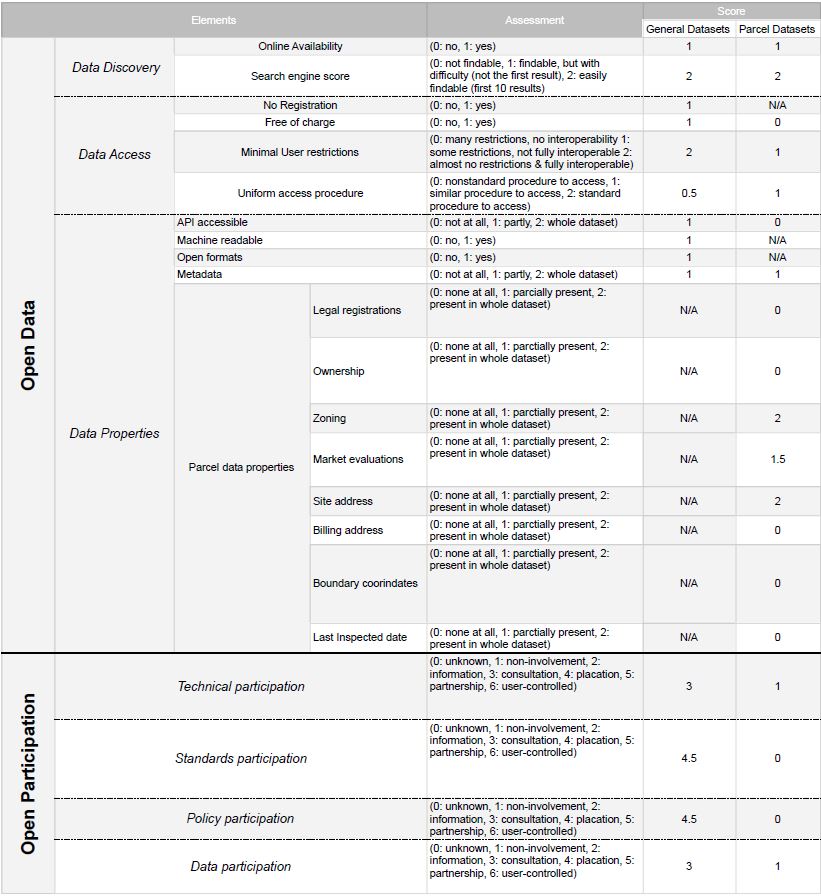 Elements
Assessment
Score
General Datasets
Parcel Datasets
Open Data
Data Discovery
Online Availability
(0: no, 1: yes)
1
1
Search engine score
(0: not findable, 1: findable, but with
difficulty (not the first result), 2: easily
findable (first 10 results)
2
2
Data Access
No Registration
(0: no, 1: yes)
1
N/A
Free of charge
(0: no, 1: yes)
1
0
Minimal User restrictions
(0: many restrictions, no interoperability 1:
some restrictions, not fully interoperable 2:
almost no restrictions & fully interoperable)
2
1
Uniform access procedure
(0: nonstandard procedure to access, 1:
similar procedure to access, 2: standard
procedure to access)
0.5
1
Data Properties
API accessible
(0: not at all, 1: partly, 2: whole dataset)
1
0
Machine readable
(0: no, 1: yes)
1
N/A
Open formats
(0: no, 1: yes)
1
N/A
Metadata
(0: not at all, 1: partly, 2: whole dataset)
1
1
Parcel data properties
Legal registrations
(0: none at all, 1: parcially present, 2:
present in whole dataset)
N/A
0
Ownership
(0: none at all, 1: parctially present, 2:
present in whole dataset)
N/A
0
Zoning
(0: none at all, 1: parctially present, 2:
present in whole dataset)
N/A
2
Market evaluations
(0: none at all, 1: parctially present, 2:
present in whole dataset)
N/A
1.5
Site address
(0: none at all, 1: parctially present, 2:
present in whole dataset)
N/A
2
Billing address
(0: none at all, 1: parctially present, 2:
present in whole dataset)
N/A
0
Boundary coorindates
(0: none at all, 1: parctially present, 2:
present in whole dataset)
N/A
0
Last Inspected date
(0: none at all, 1: parctially present, 2:
present in whole dataset)
N/A
0
Open Participation
Technical participation
(0: unknown, 1: non-involvement, 2:
information, 3: consultation, 4: placation, 5:
partnership, 6: user-controlled)
3
1
Standards participation
(0: unknown, 1: non-involvement, 2:
information, 3: consultation, 4: placation, 5:
partnership, 6: user-controlled)
4.5
0
Policy participation
(0: unknown, 1: non-involvement, 2:
information, 3: consultation, 4: placation, 5:
partnership, 6: user-controlled)
4.5
0
Data participation
(0: unknown, 1: non-involvement, 2:
information, 3: consultation, 4: placation, 5:
partnership, 6: user-controlled)
3
1